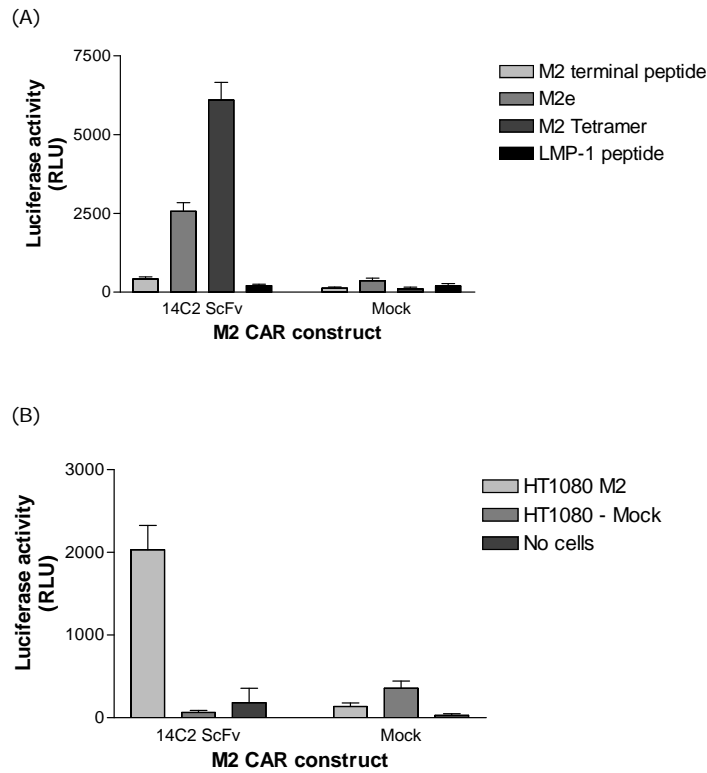 (A)
7500
5000
2500
0
Luciferase activity
(RLU)
14C2 ScFv
Mock
M2 CAR construct
M2 terminal peptide
M2e
M2 Tetramer
LMP-1 peptide
(B)
3000
2000
1000
0
Luciferase activity
(RLU)
14C2 ScFv
Mock
M2 CAR construct
HT1080 M2
HT1080 - Mock
No cells